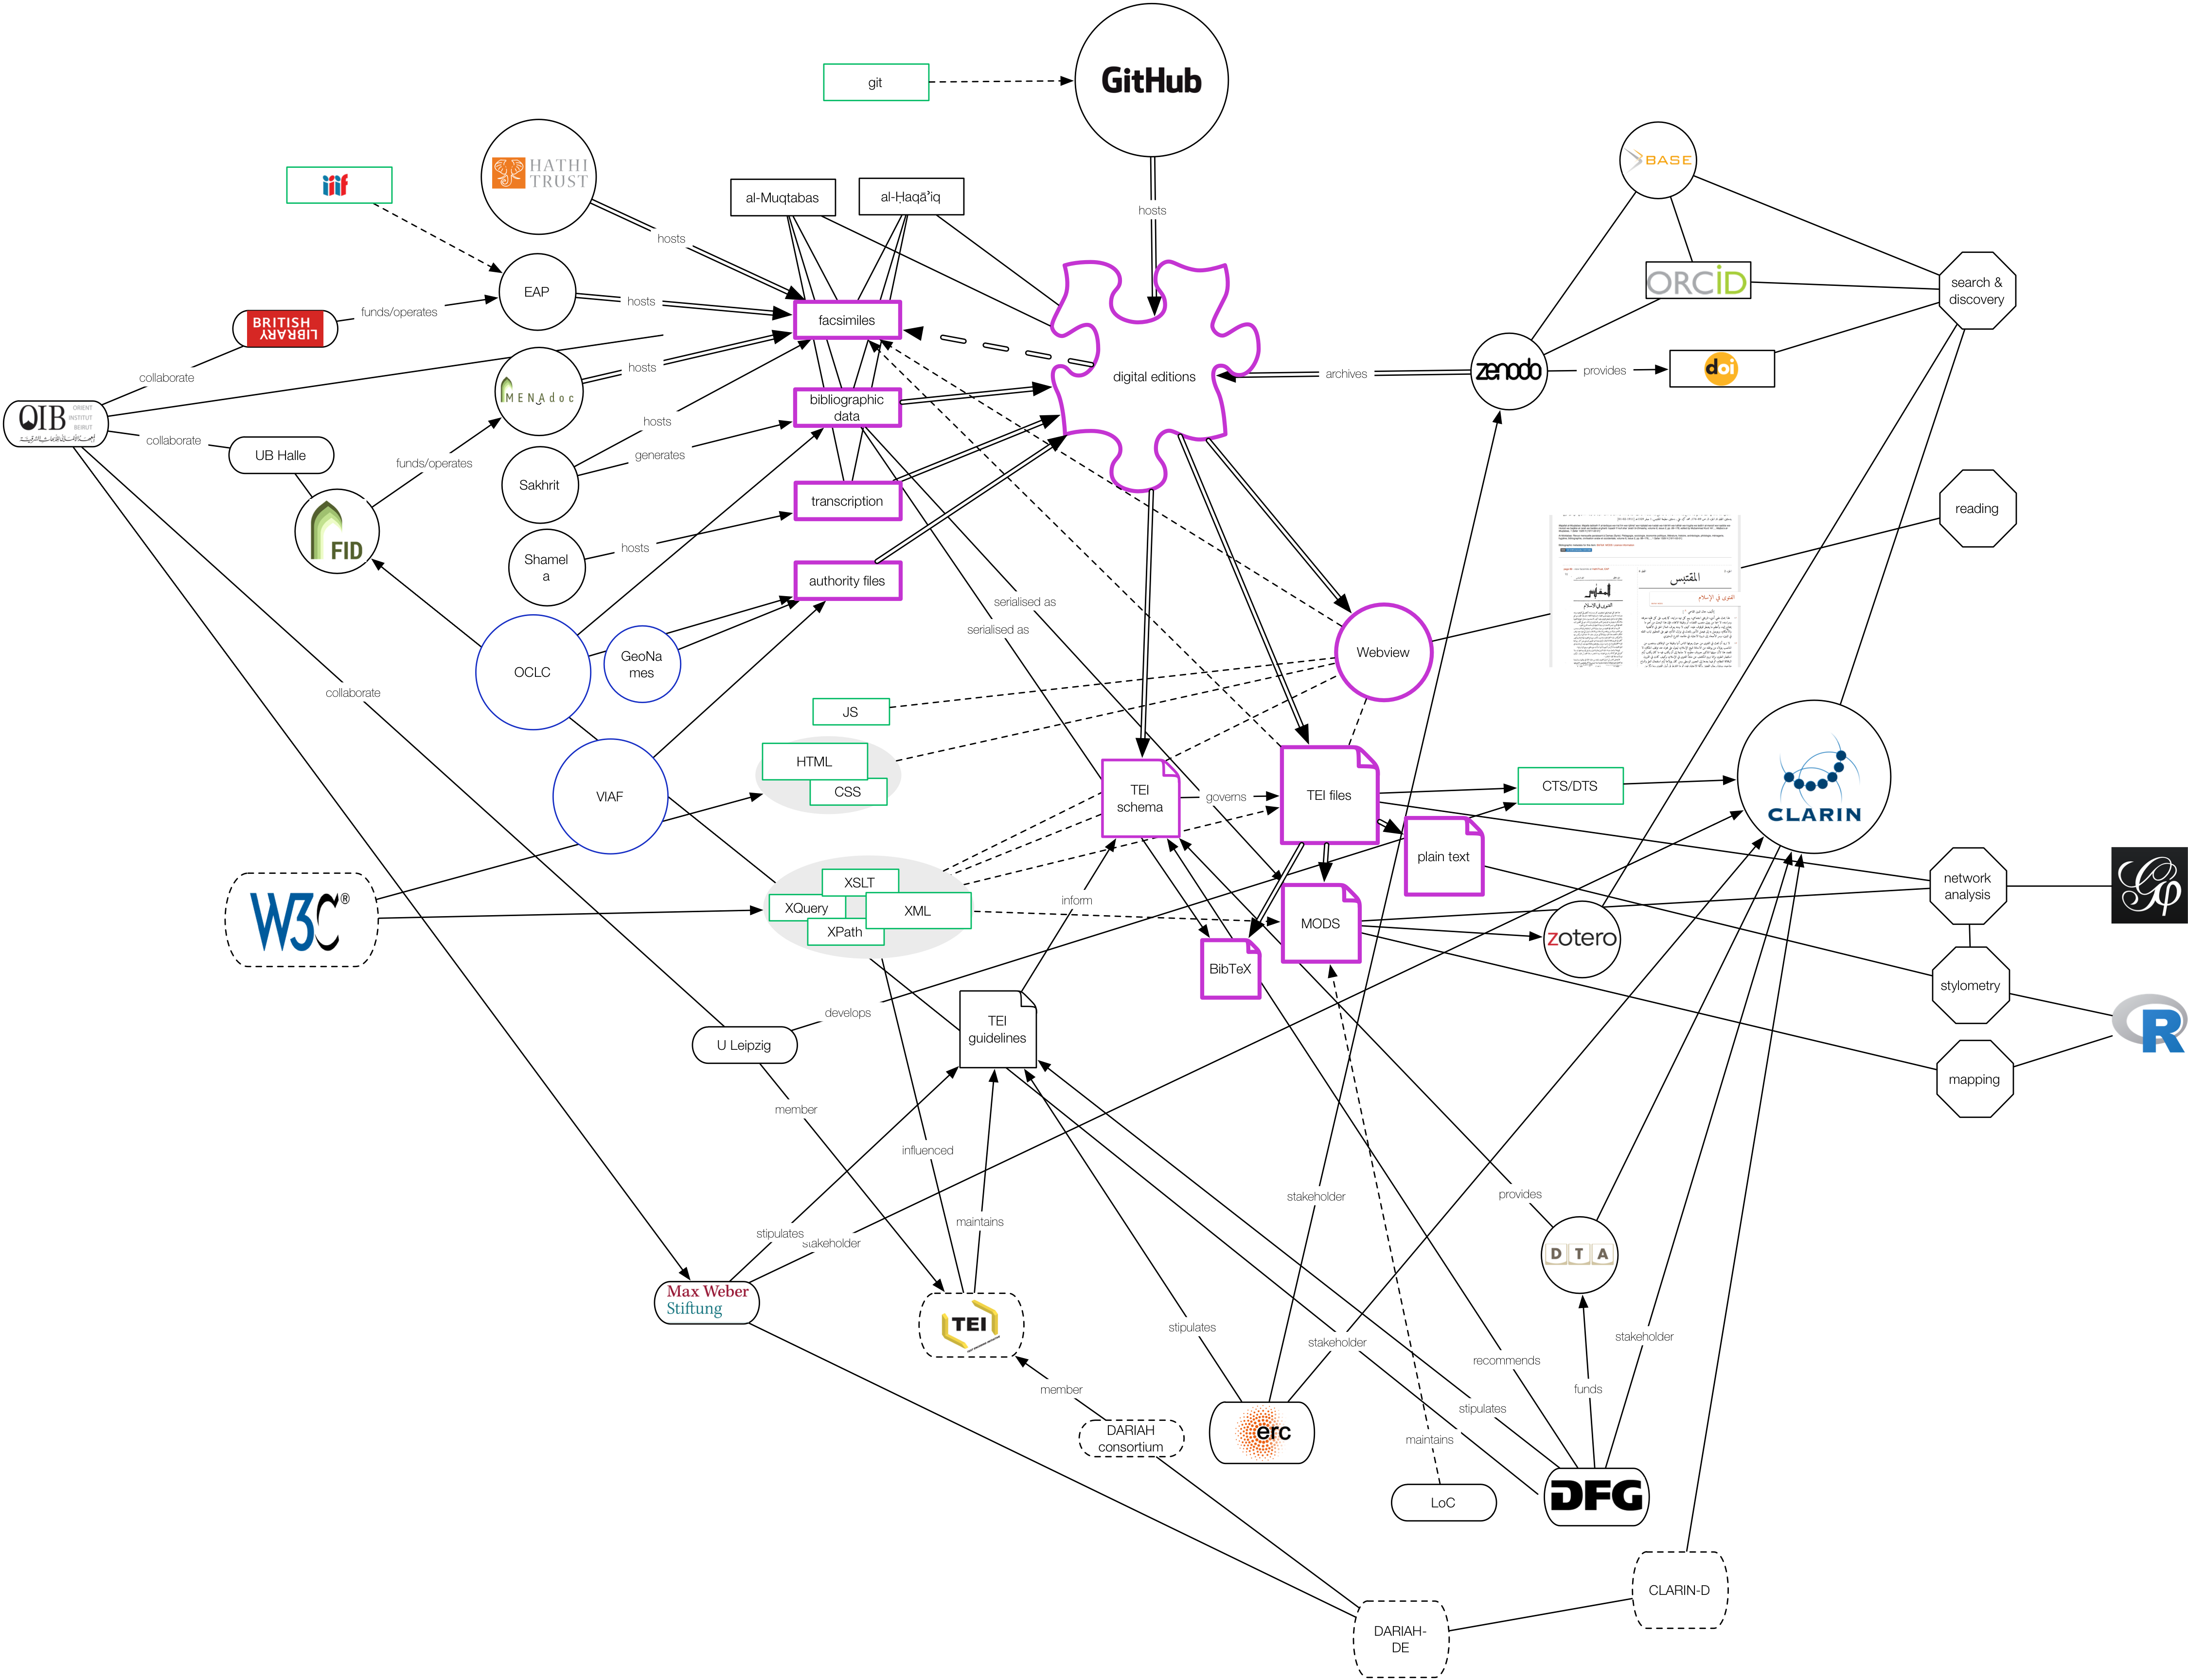 git
GitHub
hosts
iiif
HATHI
TRUST
hosts
al-Muqtabas
al-Ḥaqāʾiq
BASE
ORCiD
search &
discovery
EAP
hosts
facsimiles
BRITISH
LIBRARY
funds/operates
collaborate
MENAdoc
hosts
digital editions
archives
zenodo
provides
doi
OIB
ORIENT
INSTITUT
BEIRUT
collaborate
UB Halle
funds/operates
hosts
bibliographic
data
Sakhrit
generates
FID
transcription
reading
Shamel
a
hosts
authority files
المقتبس
serialised as
serialised as
OCLC
GeoNa
mes
Webview
collaborate
JS
HTML
CSS
VIAF
TEI
schema
governs
TEI files
CTS/DTS
CLARIN
plain text
network
analysis
W3C®
XSLT
XQuery
XML
XPath
inform
MODS
zotero
BibTeX
stylometry
R
develops
U Leipzig
TEI
guidelines
mapping
member
influenced
maintains
stipulates
stakeholder
stakeholder
provides
DTA
Max Weber
Stiftung
TEI
stipulates
stakeholder
stakeholder
recommends
funds
stipulates
member
DARIAH
consortium
erc
maintains
LoC
DFG
CLARIN-D
DARIAH-
DE